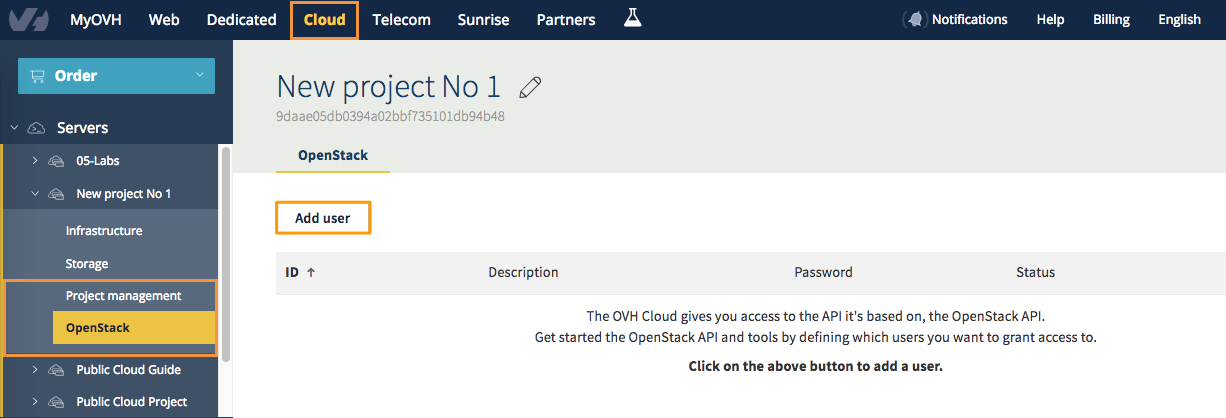 MyOVH Web Dedicated Cloud Telecom Sunrise Partners Notifications Help Billing English
Order
Servers
05-Labs
New project No 1
Infrastructure
Storage
Project management
OpenStack
Public Cloud Guide
Public Cloud Project
New project No 1
9daae05db0394a02bbf735101db94b48
OpenStack
Add user
ID Description Password Status
The OVH Cloud gives you access to the API it's based on, the OpenStack API.
Get started the OpenStack API and tools by defining which users you want to grant access to.
Click on the above button to add a user.